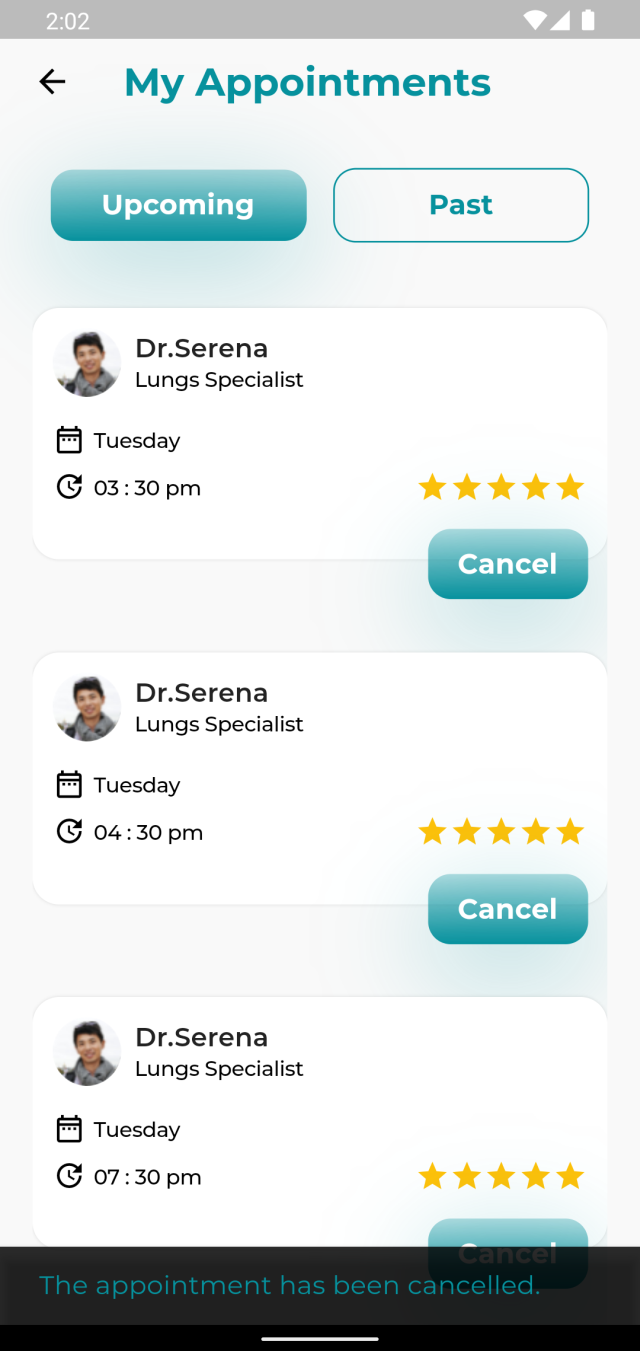 2:02
My Appointments
Upcoming
Past
Dr.Serena
Lungs Specialist
Tuesday
03 : 30 pm
Cancel
Dr.Serena
Lungs Specialist
Tuesday
04 : 30 pm
Cancel
Dr.Serena
Lungs Specialist
Tuesday
07 : 30 pm
Cancel
The appointment has been cancelled.